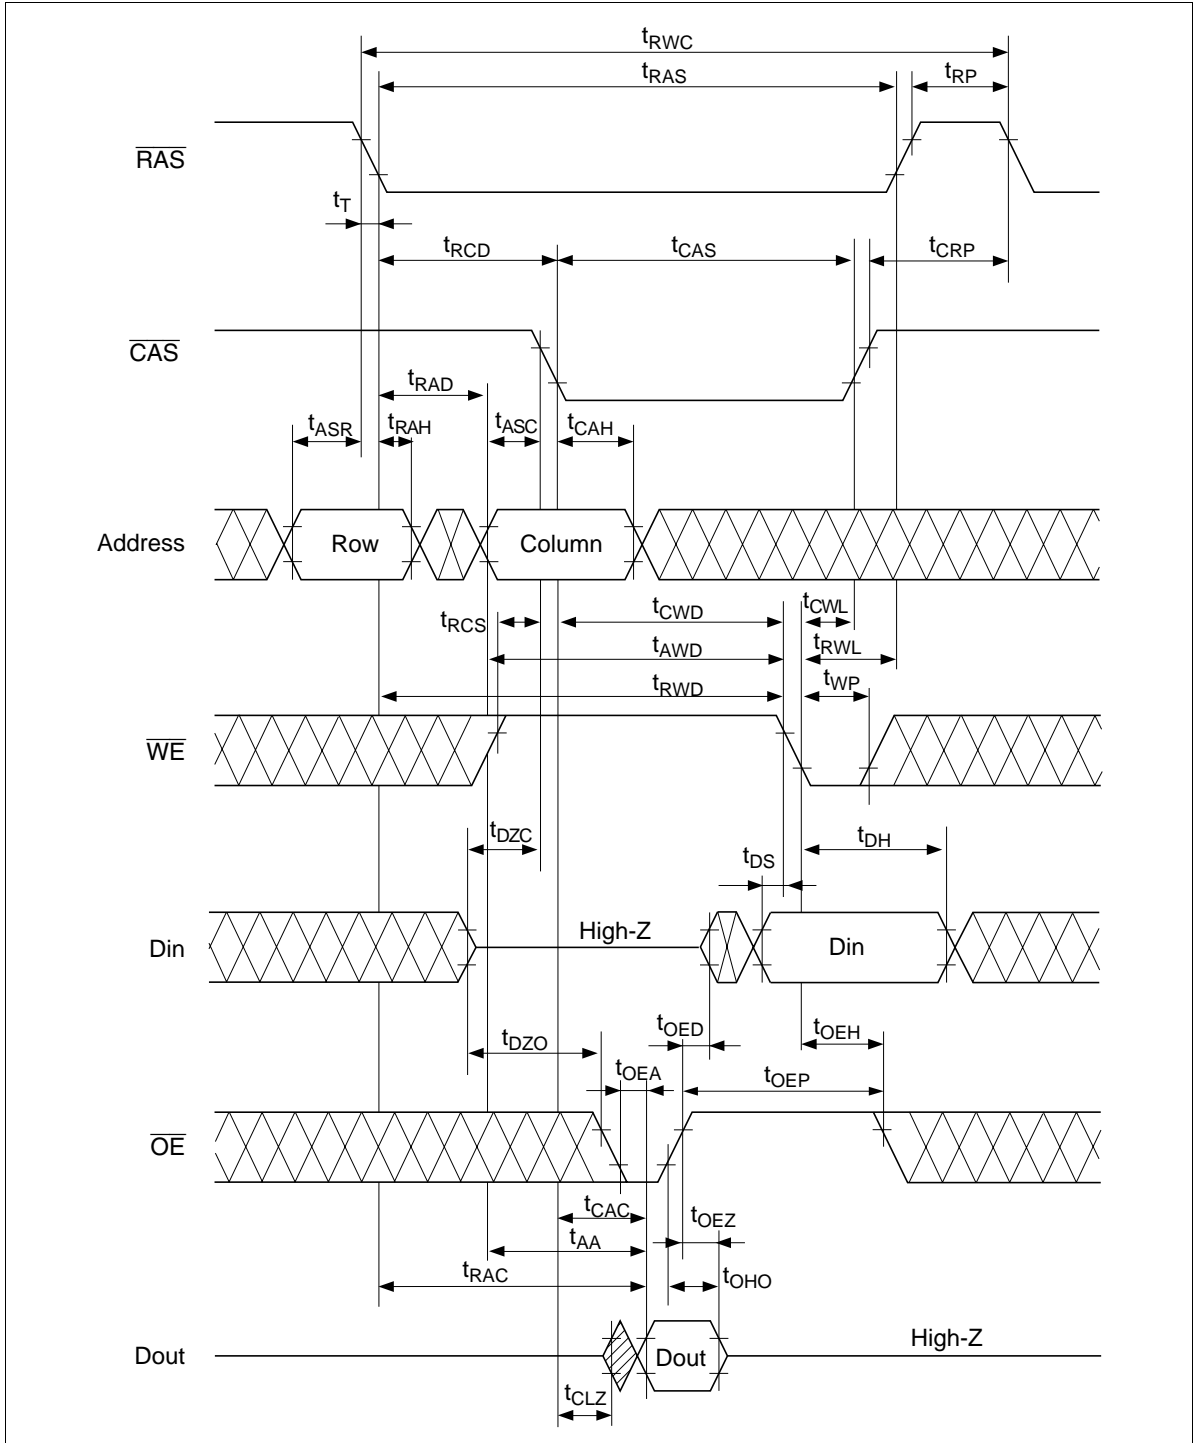 tRWC
tRAS
tRP
RAS
tT
tRCD
tCAS
tCRP
CAS
tRAD
tASR
tRAH
tASC
tCAH
Address
Row
Column
tRCS
tCWD
tCWL
tAWD
tRWL
tRWD
tWP
WE
tDZC
tDS
tDH
Din
High-Z
Din
tDZO
tOED
tOEH
tOEA
tOEP
OE
tCAC
tOEZ
tAA
tRAC
tOHO
Dout
Dout
High-Z
tCLZ